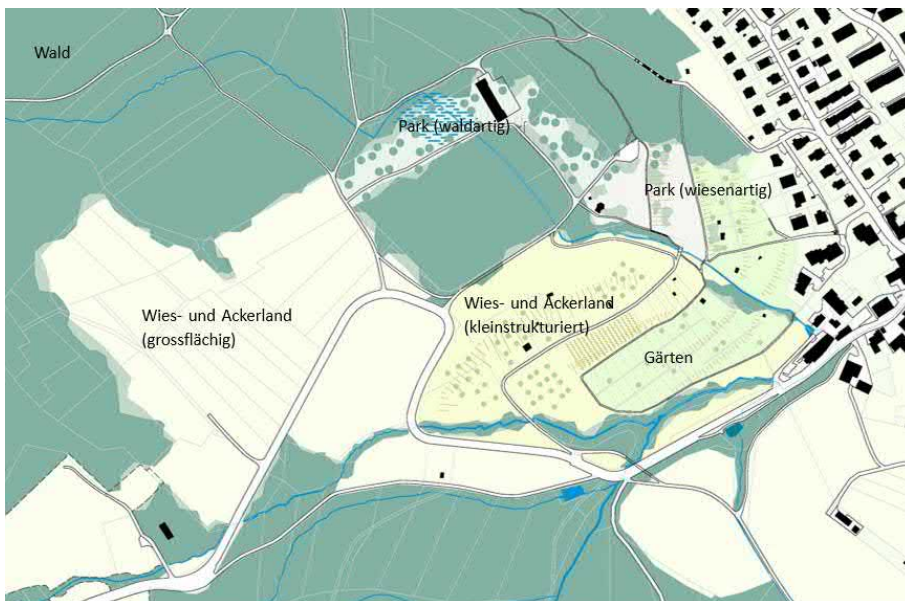 Wald
Park (waldartig)
Park (wiesenartig)
Wies- und Ackerland
(grossflächig)
Wies- und Ackerland
(kleinstrukturiert)
Gärten